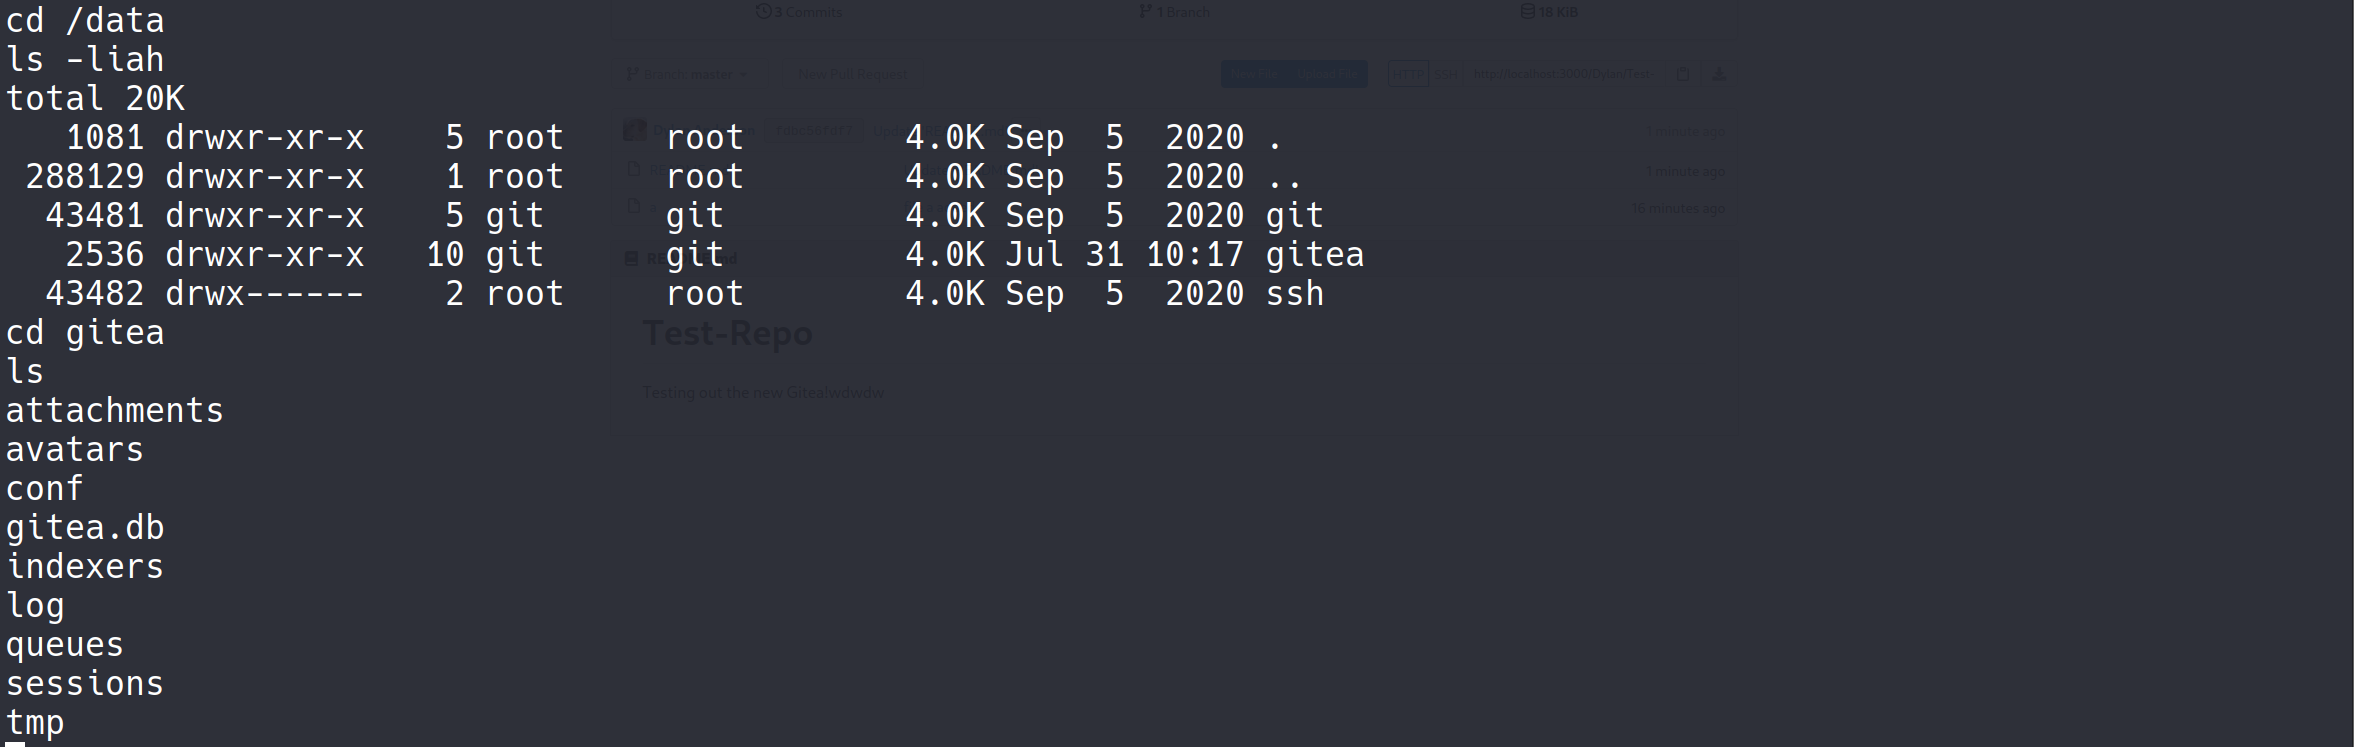 cd /data
ls -liah
total 20K
1081 drwxr-xr-x 5 root root 4.0K Sep 5 2020 .
288129 drwxr-xr-x 1 root root 4.0K Sep 5 2020 ..
43481 drwxr-xr-x 5 git git 4.0K Sep 5 2020 git
2536 drwxr-xr-x 10 git git 4.0K Jul 31 10:17 gitea
43482 drwx------ 2 root root 4.0K Sep 5 2020 ssh
cd gitea
ls
attachments
avatars
conf
gitea.db
indexers
log
queues
sessions
tmp
3 Commits
1 Branch
18 KiB
Branch: master
New Pull Request
New File
Upload File
HTTP
SSH
http://localhost:3000/Dylan/Test-
1 minute ago
1 minute ago
16 minutes ago
Test-Repo
Testing out the new Gitealwdwdw